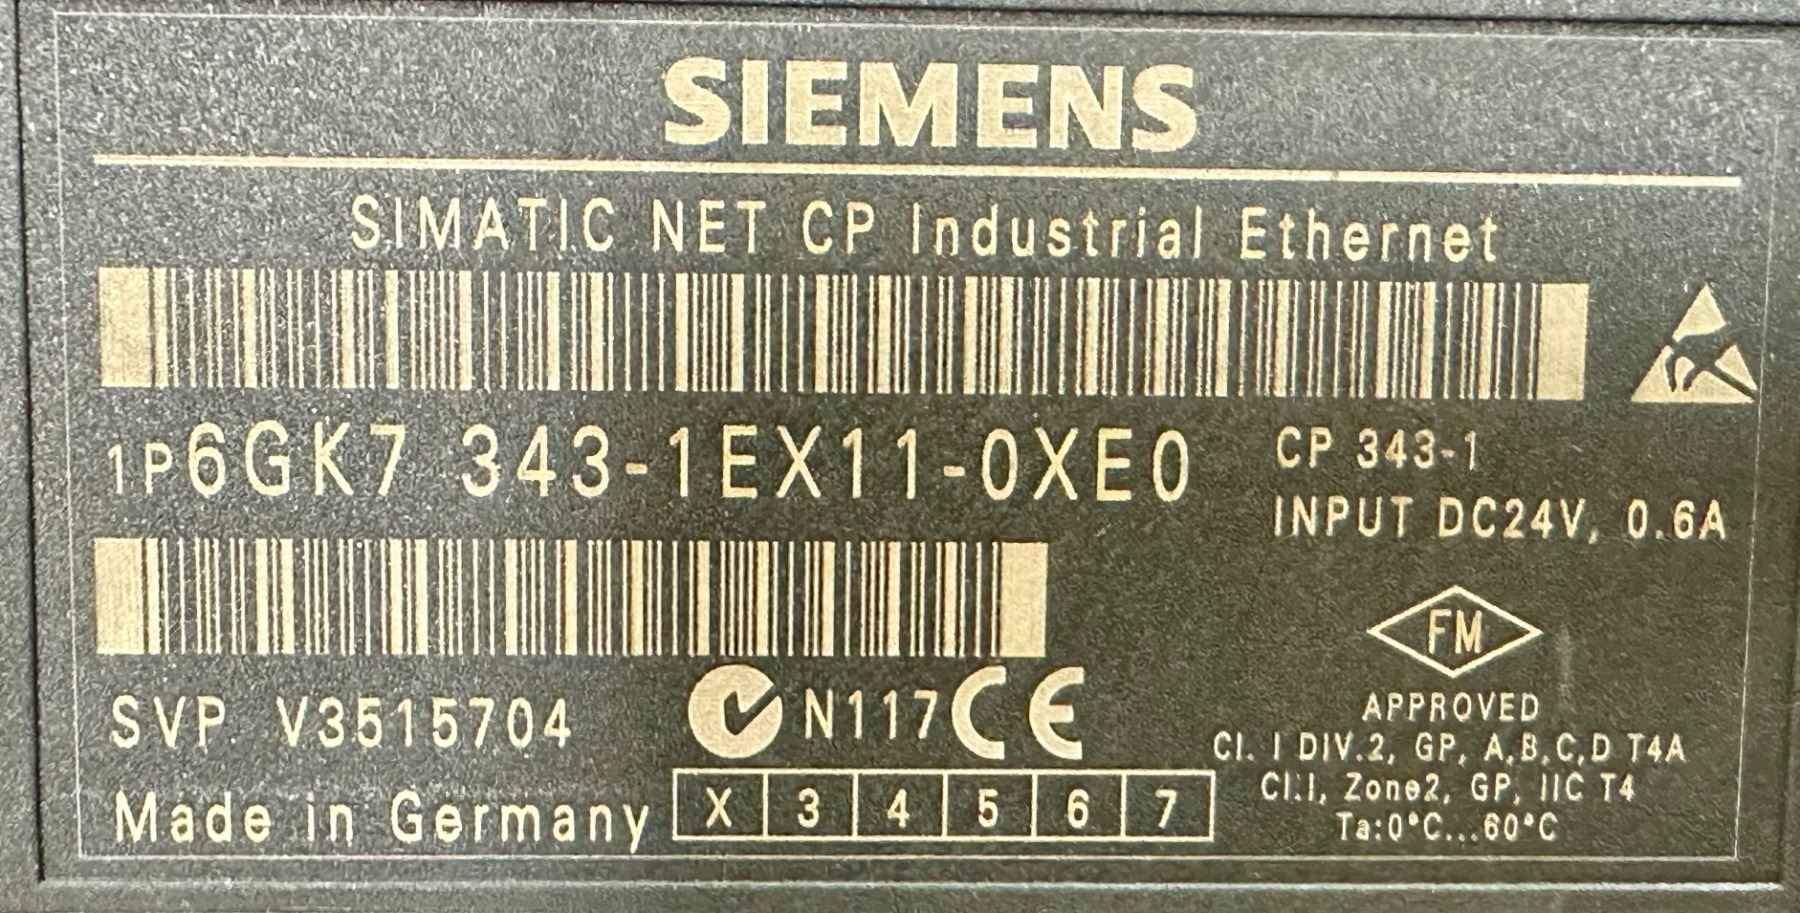 SIEMENS
SIMATIC NET CP Industrial Ethernet
1P6GK7 343-1EX11-0XE0
CP 343-1
INPUT DC24V, 0.6A
SVP V3515704
N117 CE
FM
APPROVED
Cl. I DIV.2, GP, A,B,C,D T4A
Cl.I, Zone2, GP, IIC T4
Ta:0°C...60°C
Made in Germany
X 3 4 5 6 7